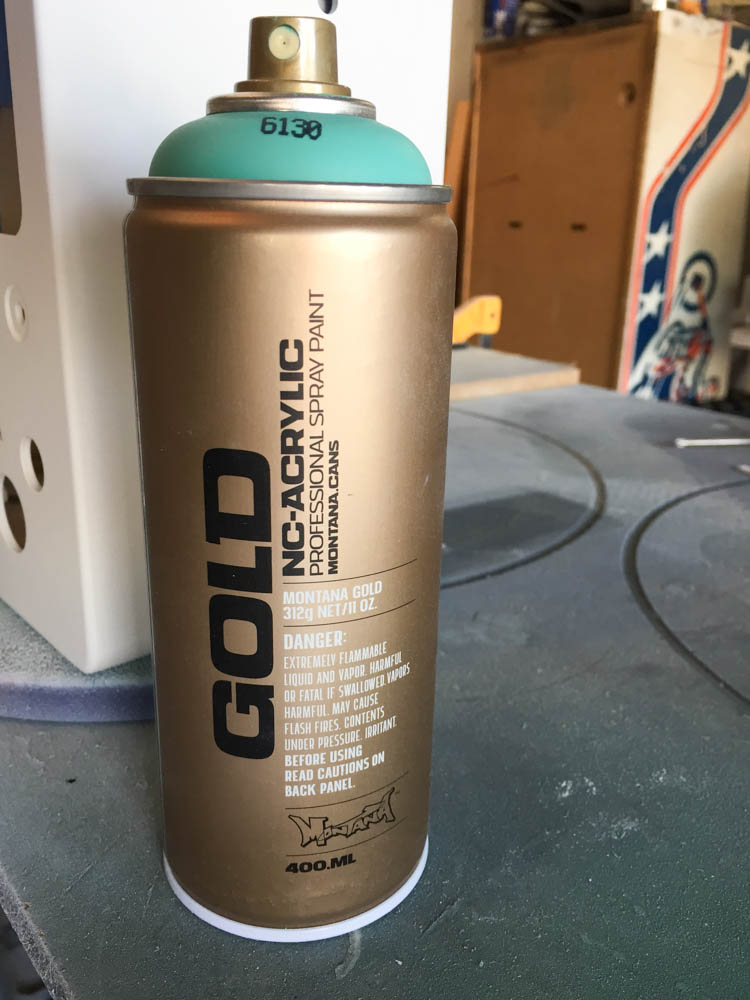 6130
GOLD
NC-ACRYLIC
PROFESSIONAL SPRAY PAINT
MONTANA.CANS
MONTANA GOLD
312g NET/11 OZ.
DANGER:
EXTREMELY FLAMMABLE
LIQUID AND VAPOR. HARMFUL
OR FATAL IF SWALLOWED. VAPORS
HARMFUL. MAY CAUSE
FLASH FIRES. CONTENTS
UNDER PRESSURE. IRRITANT.
BEFORE USING
READ CAUTIONS ON
BACK PANEL.
MONTANA
400.ML